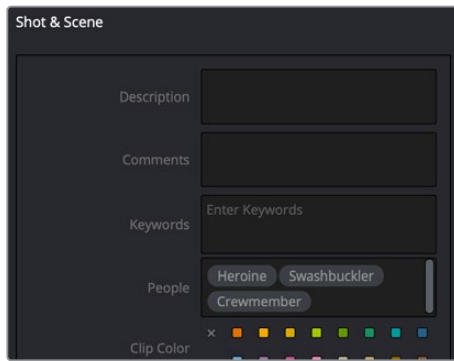 Shot & Scene
Description
Comments
Keywords
Enter Keywords
People
Heroine Swashbuckler
Crewmember
Clip Color